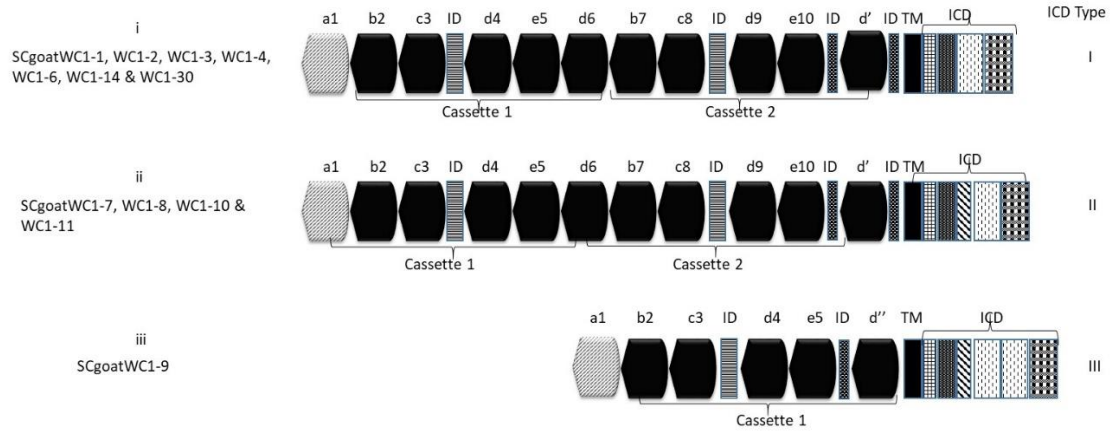 ICD Type
i
SCgoatWC1-1, WC1-2, WC1-3, WC1-4,
WC1-6, WC1-14 & WC1-30
a1 b2 c3 ID d4 e5 d6 b7 c8 ID d9 e10 ID d' ID TM ICD
I
Cassette 1 Cassette 2
ii
SCgoatWC1-7, WC1-8, WC1-10 &
WC1-11
a1 b2 c3 ID d4 e5 d6 b7 c8 ID d9 e10 ID d' ID TM ICD
II
Cassette 1 Cassette 2
iii
SCgoatWC1-9
a1 b2 c3 ID d4 e5 ID d'' TM ICD
III
Cassette 1